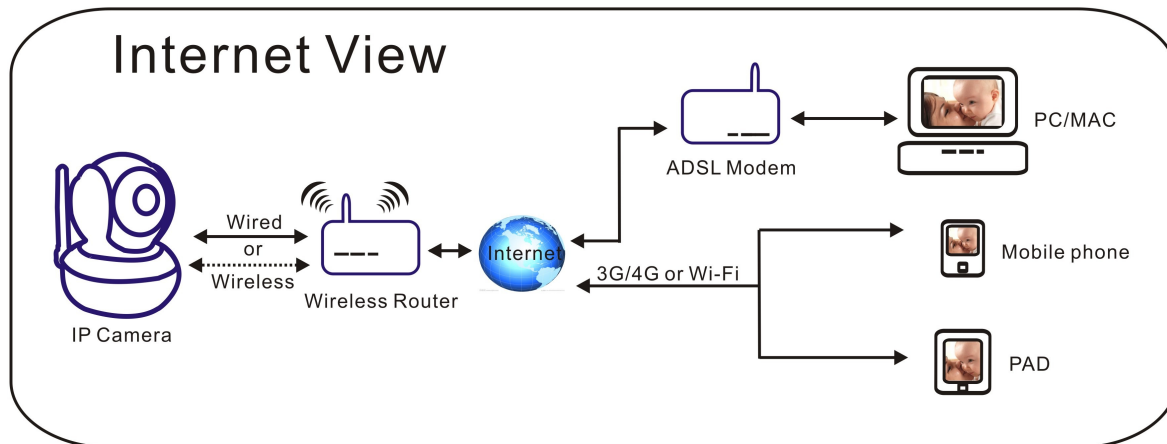 Internet View
PC/MAC
ADSL Modem
Wired
or
Wireless
Internet
3G/4G or Wi-Fi
Mobile phone
Wireless Router
IP Camera
PAD